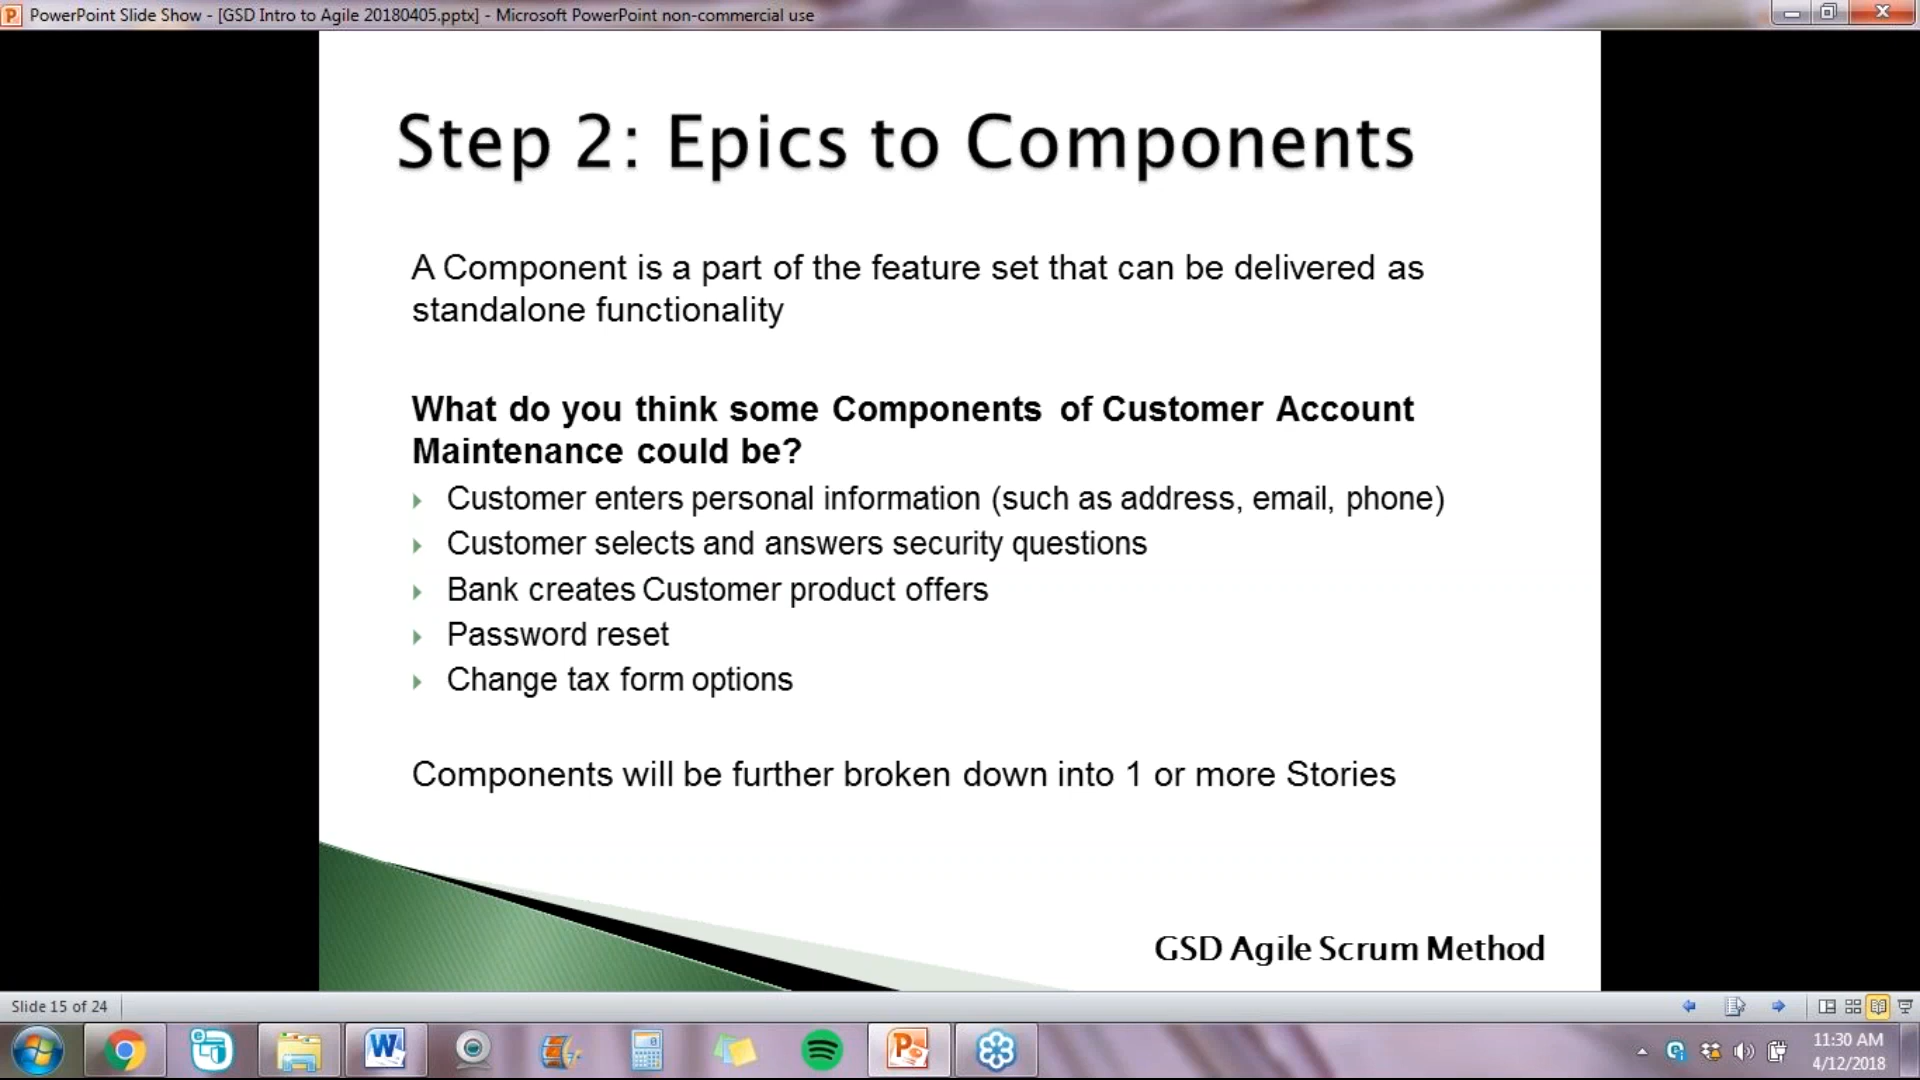 PowerPoint Slide Show - [GSD Intro to Agile 20180405.pptx] - Microsoft PowerPoint non-commercial use
Step 2: Epics to Components
A Component is a part of the feature set that can be delivered as
standalone functionality
What do you think some Components of Customer Account
Maintenance could be?
Customer enters personal information (such as address, email, phone)
Customer selects and answers security questions
Bank creates Customer product offers
Password reset
Change tax form options
Components will be further broken down into 1 or more Stories
GSD Agile Scrum Method
Slide 15 of 24
11:30 AM
4/12/2018